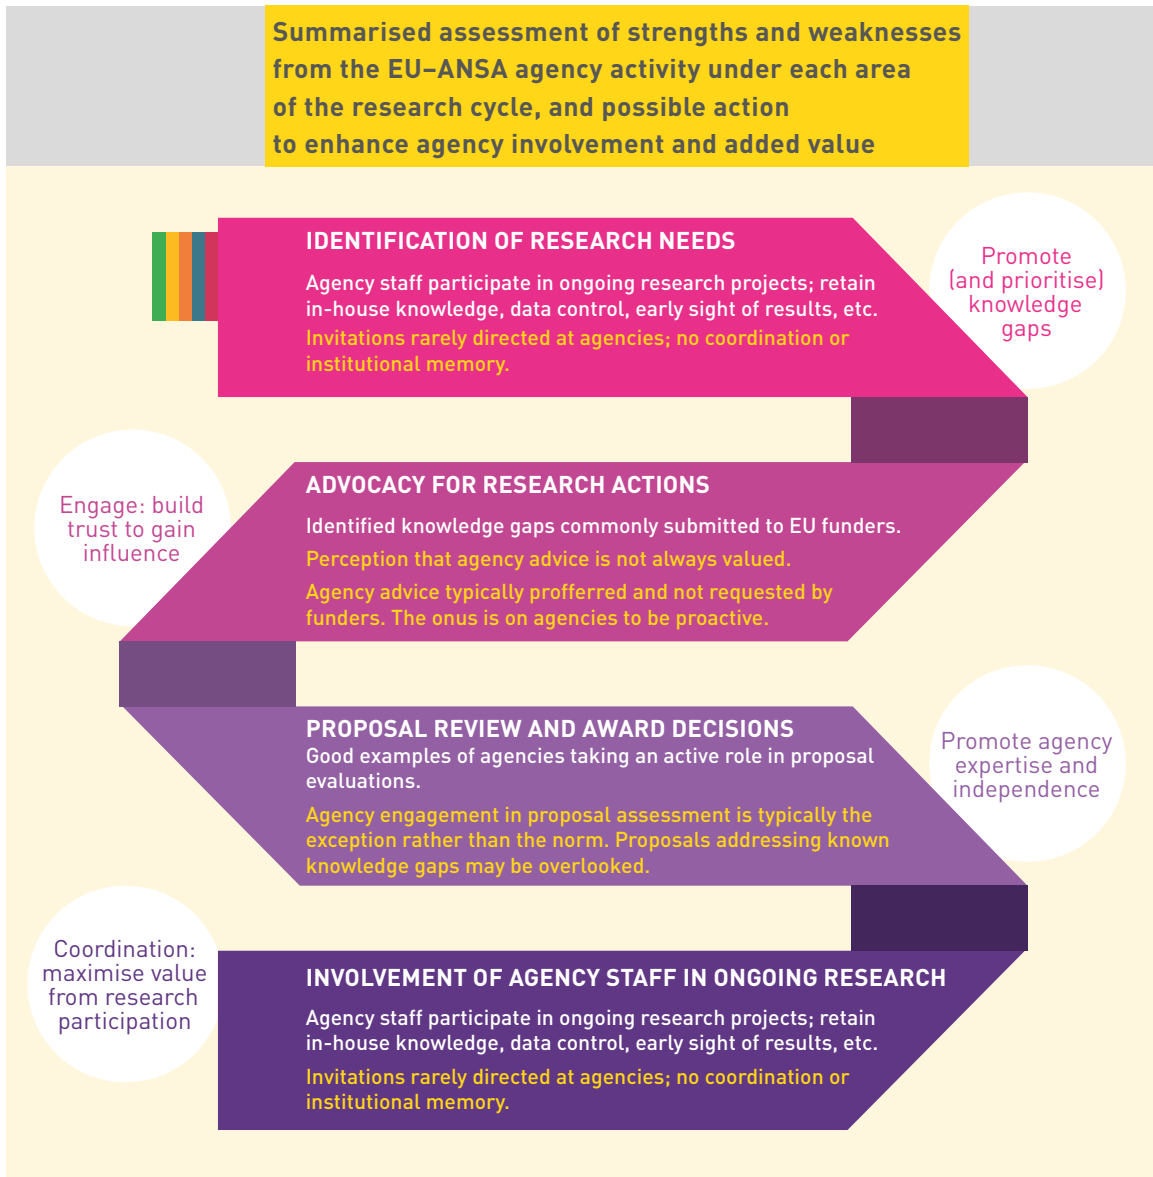 Summarised assessment of strengths and weaknesses
from the EU–ANSA agency activity under each area
of the research cycle, and possible action
to enhance agency involvement and added value
IDENTIFICATION OF RESEARCH NEEDS
Agency staff participate in ongoing research projects; retain
in-house knowledge, data control, early sight of results, etc.
Invitations rarely directed at agencies; no coordination or
institutional memory.
Promote
(and prioritise)
knowledge
gaps
Engage: build
trust to gain
influence
ADVOCACY FOR RESEARCH ACTIONS
Identified knowledge gaps commonly submitted to EU funders.
Perception that agency advice is not always valued.
Agency advice typically profferred and not requested by
funders. The onus is on agencies to be proactive.
PROPOSAL REVIEW AND AWARD DECISIONS
Good examples of agencies taking an active role in proposal
evaluations.
Agency engagement in proposal assessment is typically the
exception rather than the norm. Proposals addressing known
knowledge gaps may be overlooked.
Promote agency
expertise and
independence
Coordination:
maximise value
from research
participation
INVOLVEMENT OF AGENCY STAFF IN ONGOING RESEARCH
Agency staff participate in ongoing research projects; retain
in-house knowledge, data control, early sight of results, etc.
Invitations rarely directed at agencies; no coordination or
institutional memory.